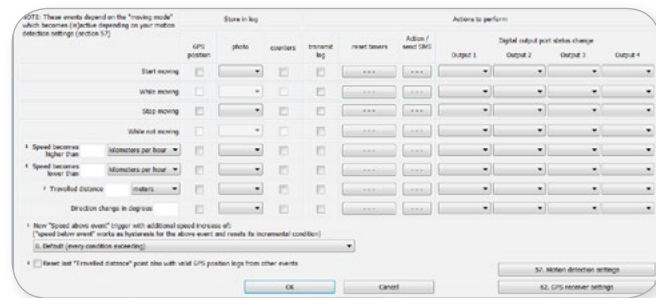 NOTE: These events depend on the "moving mode"
which becomes (in)active depending on your motion
detection settings (section 57)
Store in log
Actions to perform
GPS position photo counters transmit log reset timers Action / send SMS Digital output port status change
Output 1 Output 2 Output 3 Output 4
Start moving --- ---
While moving --- ---
Stop moving --- ---
While not moving --- ---
Speed becomes higher than kilometers per hour --- ---
Speed becomes lower than kilometers per hour --- ---
Travelled distance meters --- ---
Direction change in degrees --- ---
New "Speed above event" trigger with additional speed increase of:
("speed below event" works as hysteresis for the above event and resets its incremental condition)
0. Default (every condition exceeding)
Reset last "Travelled distance" point also with valid GPS position logs from other events
57. Motion detection settings
OK Cancel 62. GPS receiver settings